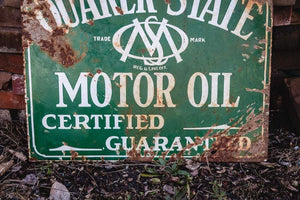 QUAKER STATE
TRADE MARK
MOTOR OIL
CERTIFIED
GUARANTEED